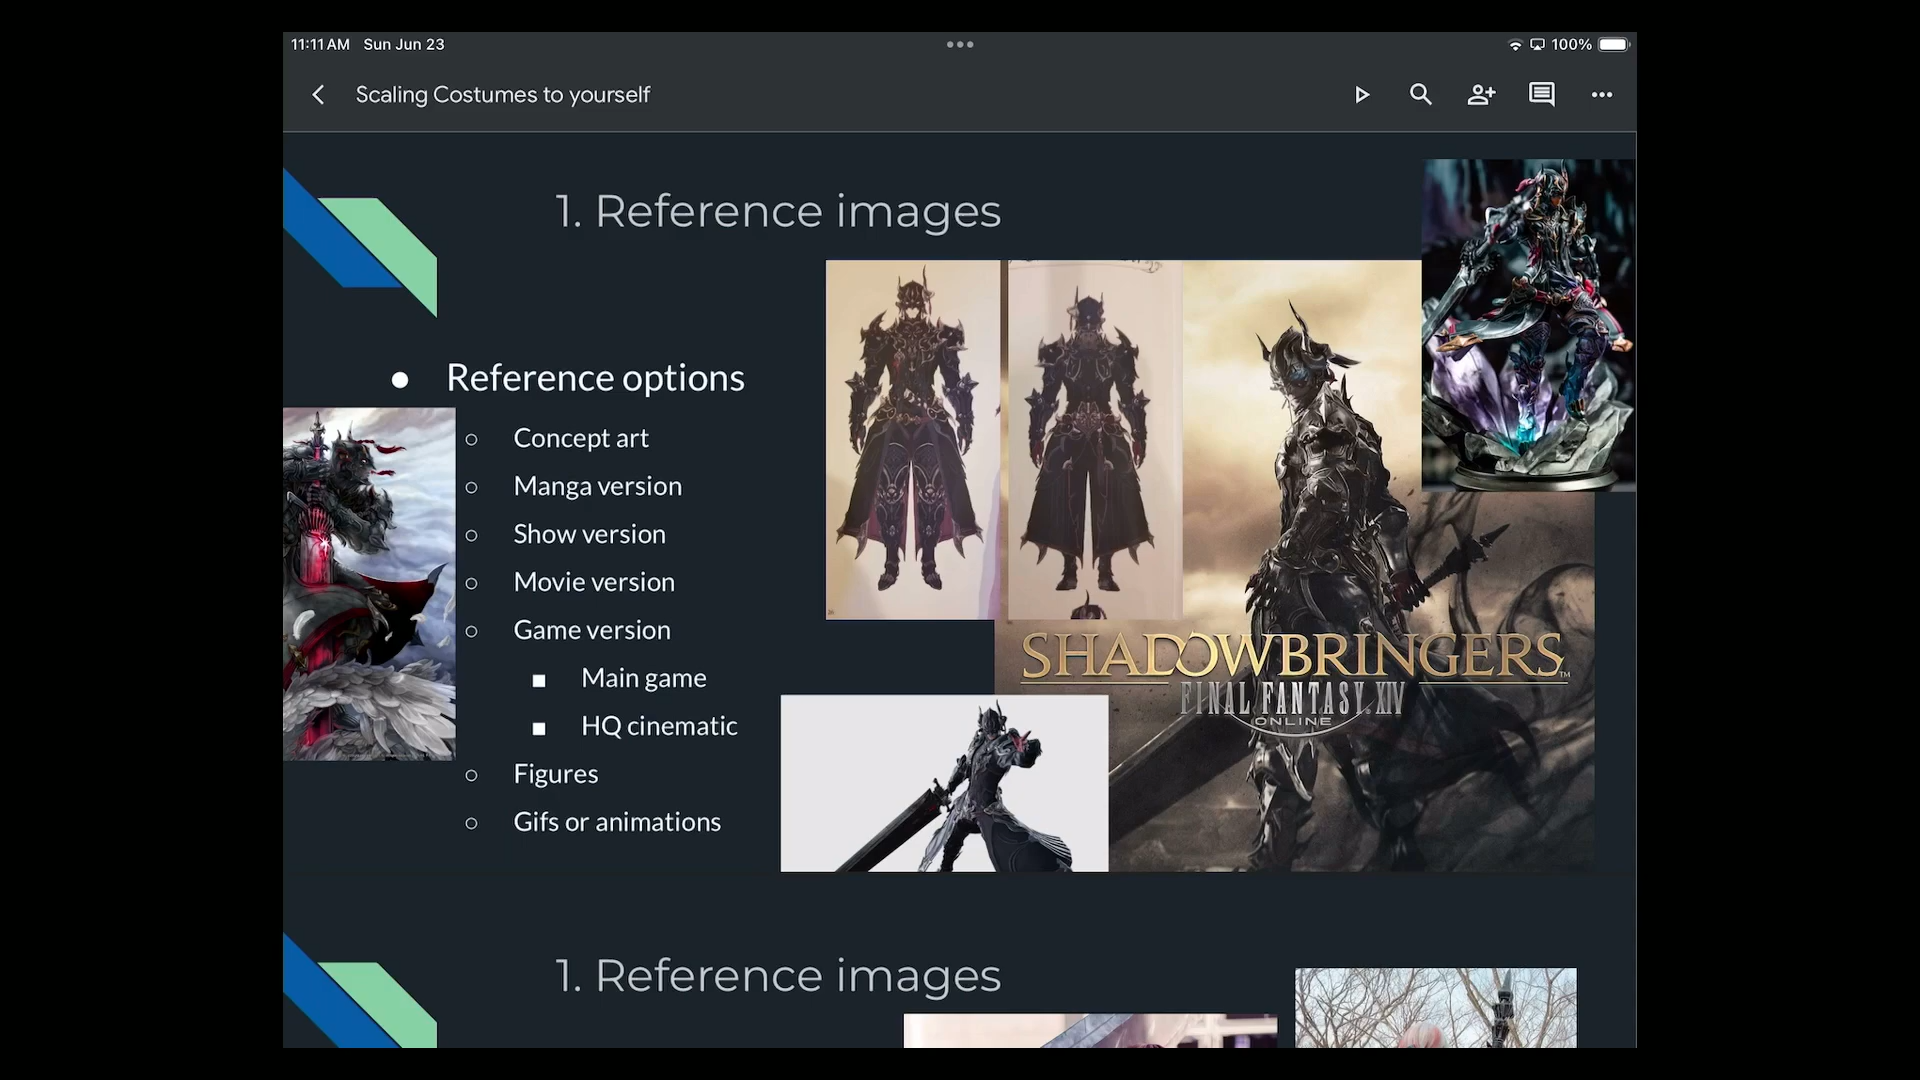 11:11 AM Sun Jun 23
100%
Scaling Costumes to yourself
1. Reference images
Reference options
Concept art
Manga version
Show version
Movie version
Game version
Main game
HQ cinematic
Figures
Gifs or animations
SHADOWBRINGERS™
FINAL FANTASY® XIV
ONLINE
1. Reference images